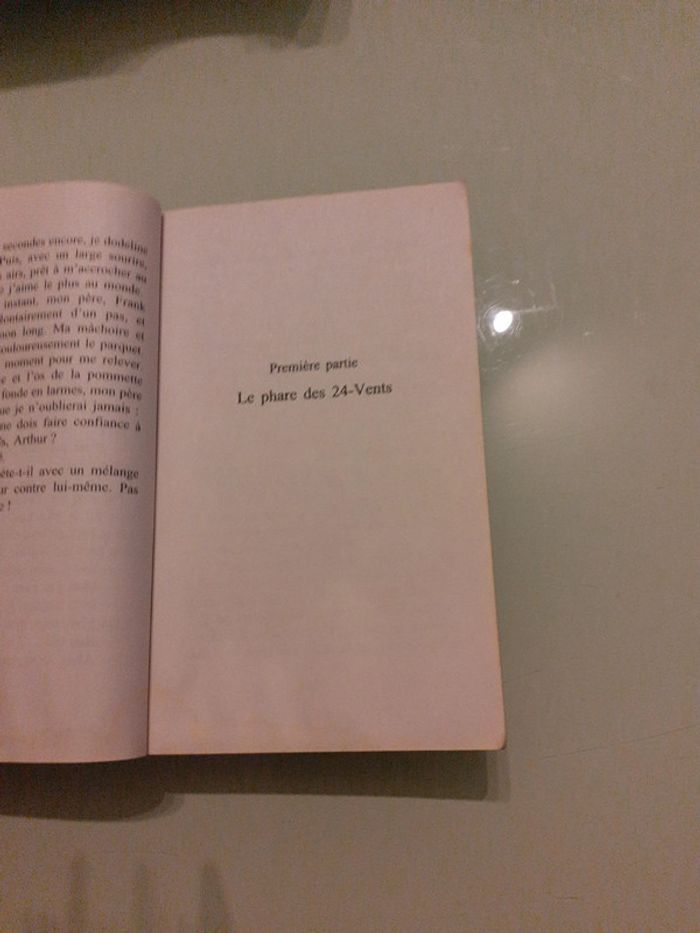 secondes encore, je dodeline
Puis, avec un large sourire,
airs, prêt à m'accrocher au
j'aime le plus au monde.
instant, mon père, Frank
lontairement d'un pas, et
mon long. Ma mâchoire et
ouloureusement le parquet.
moment pour me relever.
e et l'os de la pommette
fonde en larmes, mon père
ue je n'oublierai jamais :
ne dois faire confiance à
s, Arthur ?
ète-t-il avec un mélange
ur contre lui-même. Pas
e !
Première partie
Le phare des 24-Vents